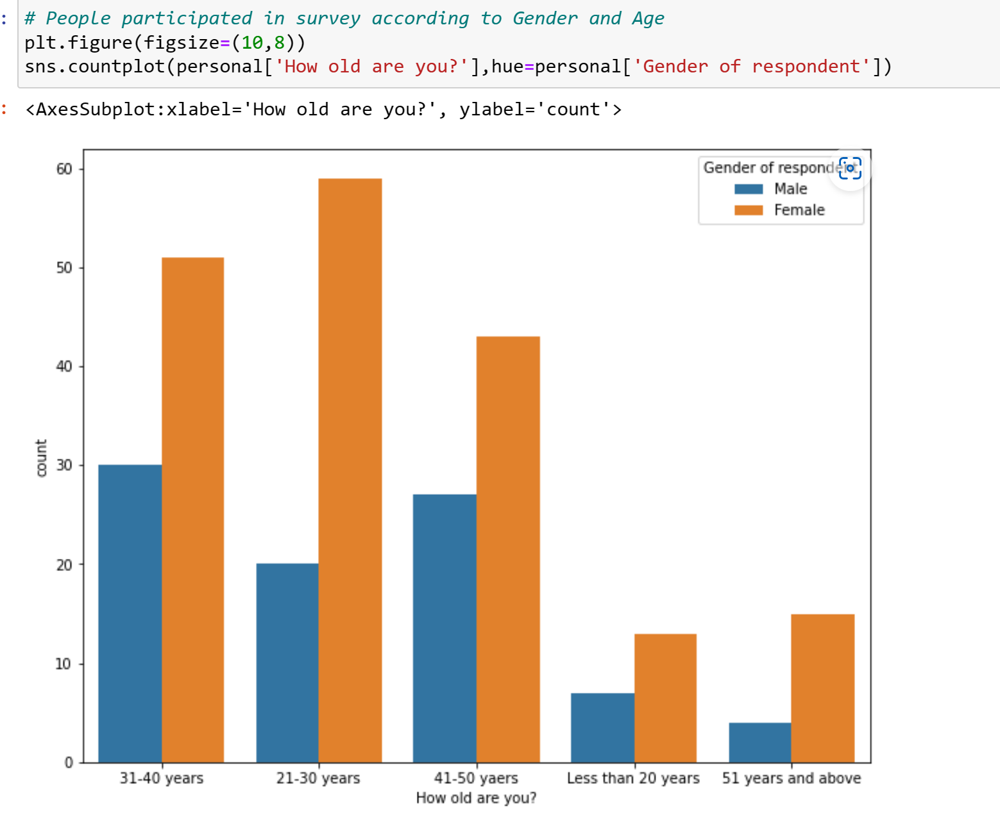 :
# People participated in survey according to Gender and Age
plt.figure(figsize=(10,8))
sns.countplot(personal['How old are you?'],hue=personal['Gender of respondent'])
:
<AxesSubplot:xlabel='How old are you?', ylabel='count'>
Gender of respondent
Male
Female
60
50
40
30
20
10
0
count
31-40 years 21-30 years 41-50 yaers Less than 20 years 51 years and above
How old are you?